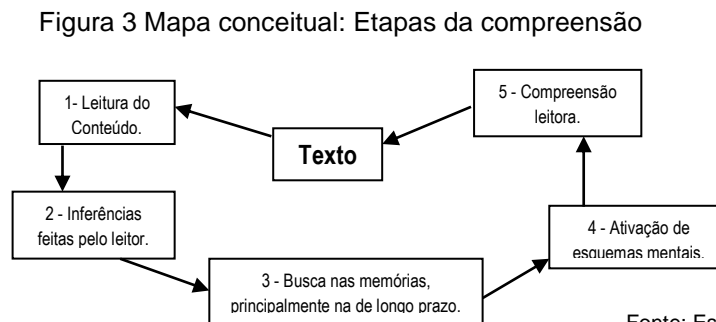 Figura 3 Mapa conceitual: Etapas da compreensão
1- Leitura do
Conteúdo.
5 - Compreensão
leitora.
Texto
2 - Inferências
feitas pelo leitor.
4 - Ativação de
esquemas mentais.
3 - Busca nas memórias,
principalmente na de longo prazo.
Fonte: